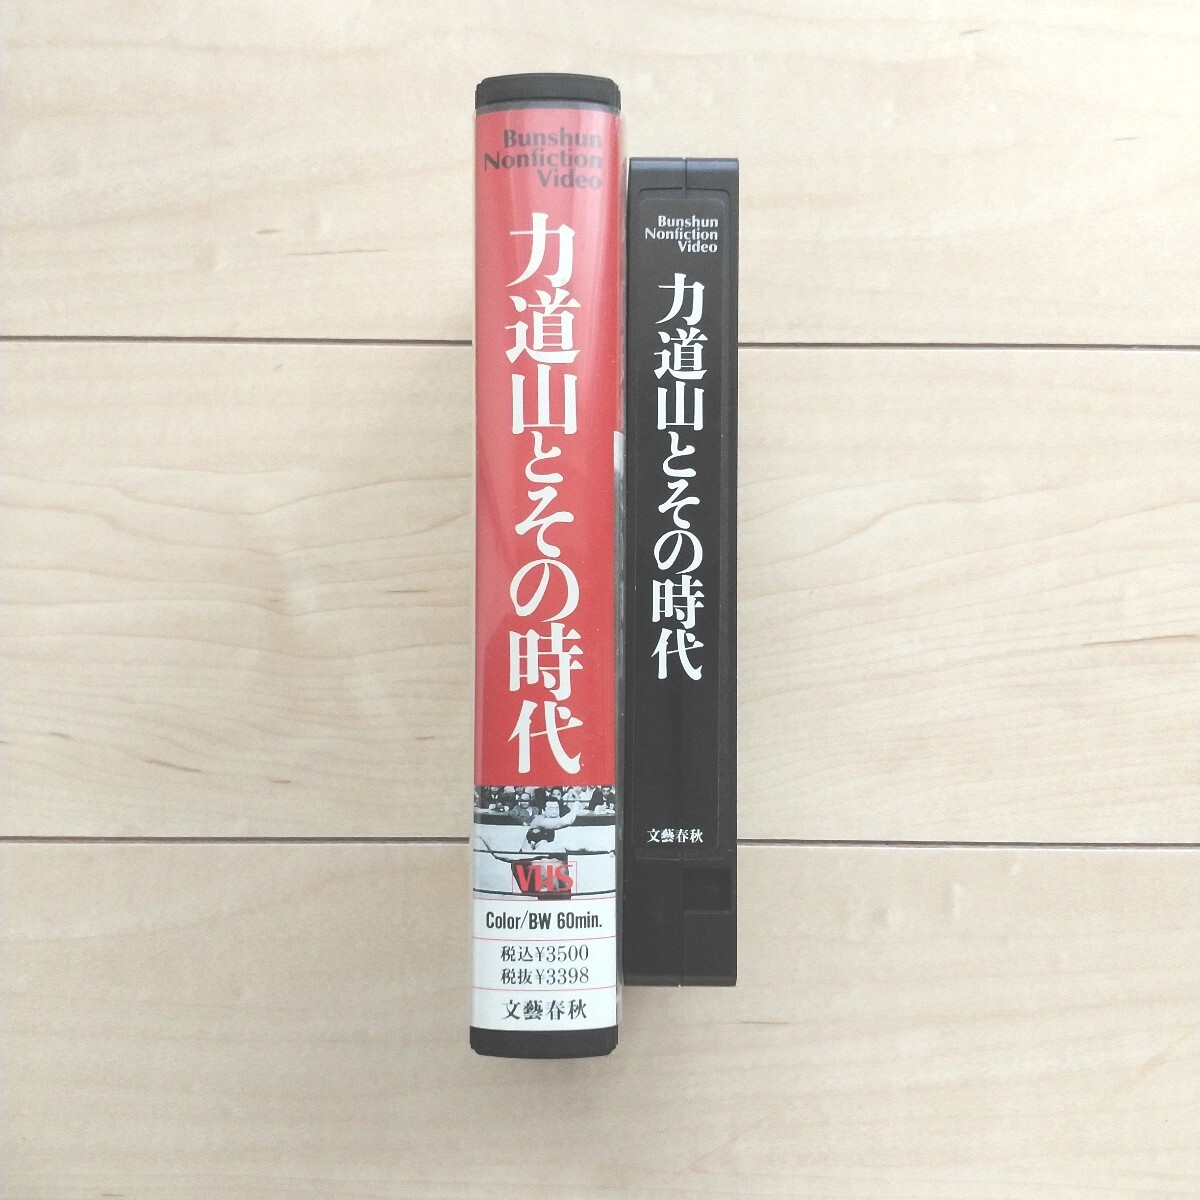 Bunshun
Nonfiction
Video
力道山とその時代
VHS
Color/BW 60min.
税込¥3500
税抜¥3398
文藝春秋
Bunshun
Nonfiction
Video
力道山とその時代
文藝春秋